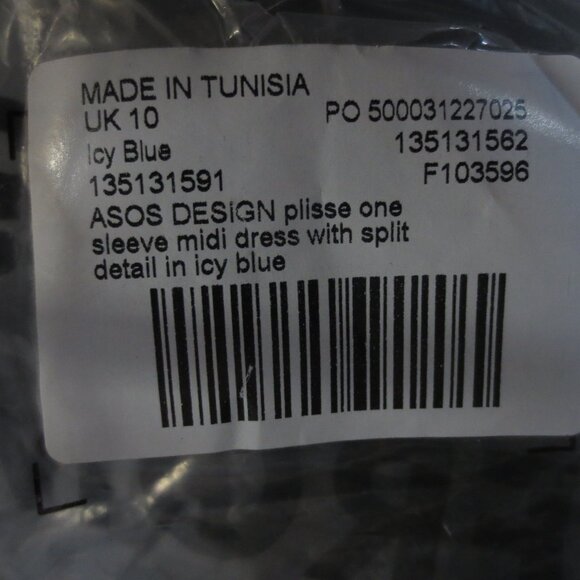 MADE IN TUNISIA
UK 10 PO 500031227025
Icy Blue 135131562
135131591 F103596
ASOS DESIGN plisse one
sleeve midi dress with split
detail in icy blue